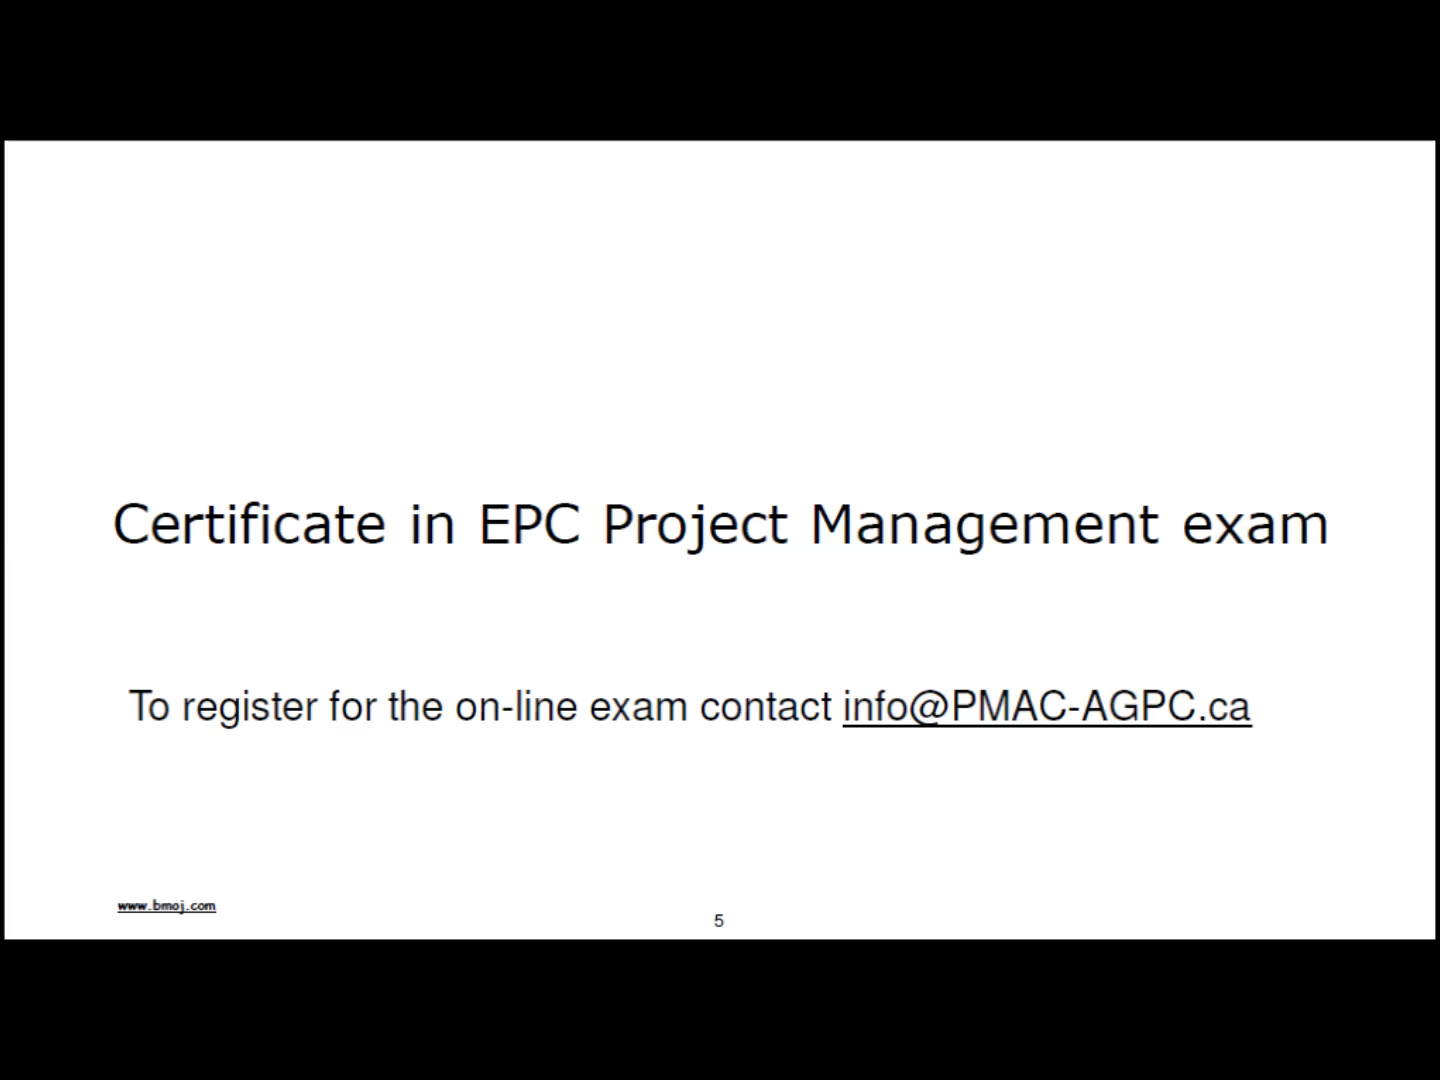 Certificate in EPC Project Management exam
To register for the on-line exam contact info@PMAC-AGPC.ca
www.bmoj.com
5